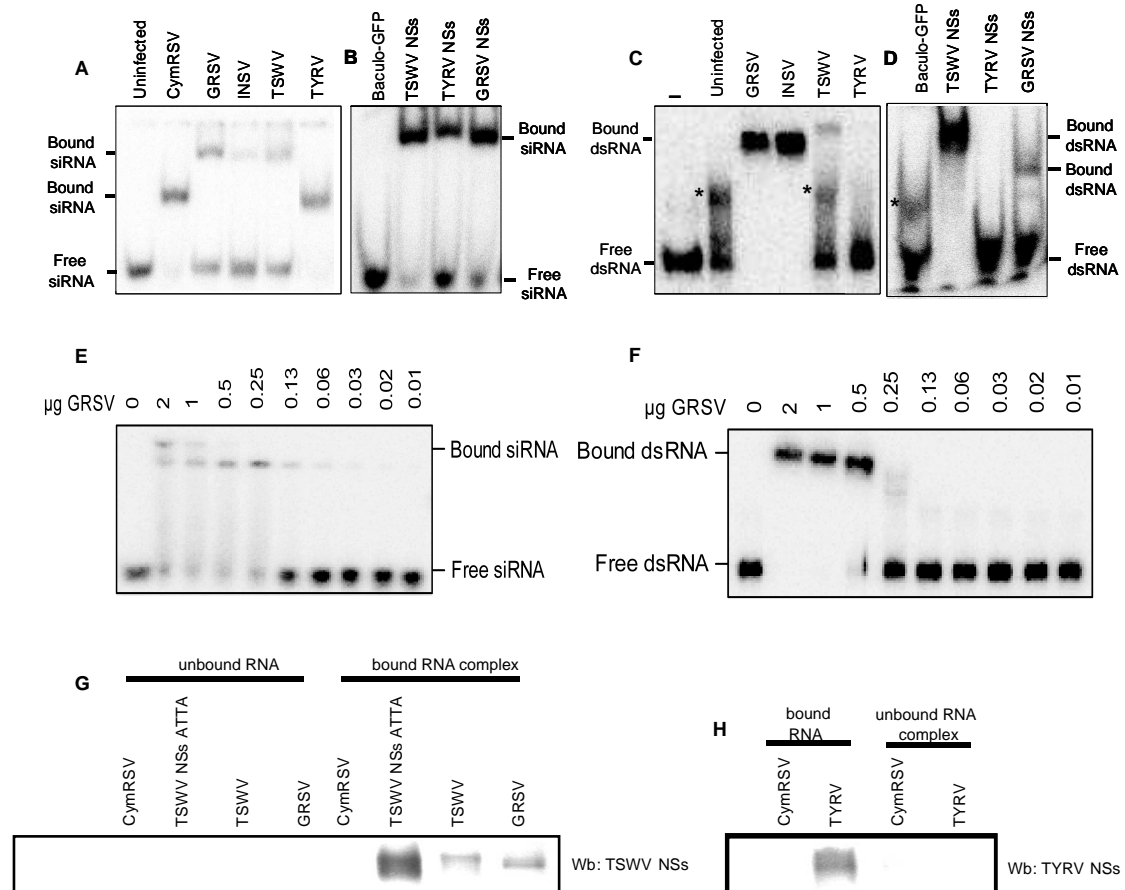 A
Uninfected
CymRSV
GRSV
INSV
TSWV
TYRV
Bound
siRNA
Bound
siRNA
Free
siRNA
B
Baculo-GFP
TSWV NSs
TYRV NSs
GRSV NSs
Bound
siRNA
Free
siRNA
C
–
Uninfected
GRSV
INSV
TSWV
TYRV
Bound
dsRNA
*
*
Free
dsRNA
D
Baculo-GFP
TSWV NSs
TYRV NSs
GRSV NSs
*
Bound
dsRNA
Bound
dsRNA
Free
dsRNA
E
µg GRSV 0 2 1 0.5 0.25 0.13 0.06 0.03 0.02 0.01
Bound siRNA
Free siRNA
F
µg GRSV 0 2 1 0.5 0.25 0.13 0.06 0.03 0.02 0.01
Bound dsRNA
Free dsRNA
G
unbound RNA
bound RNA complex
CymRSV
TSWV NSs ATTA
TSWV
GRSV
CymRSV
TSWV NSs ATTA
TSWV
GRSV
Wb: TSWV NSs
H
bound
RNA
unbound RNA
complex
CymRSV
TYRV
CymRSV
TYRV
Wb: TYRV NSs